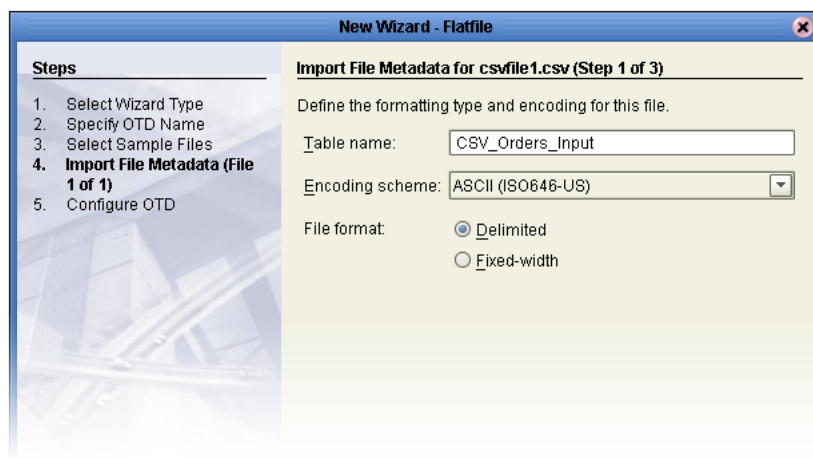 New Wizard - Flatfile
Steps
1. Select Wizard Type
2. Specify OTD Name
3. Select Sample Files
4. Import File Metadata (File
1 of 1)
5. Configure OTD
Import File Metadata for csvfile1.csv (Step 1 of 3)
Define the formatting type and encoding for this file.
Table name: CSV_Orders_Input
Encoding scheme: ASCII (ISO646-US)
File format: Delimited
Fixed-width